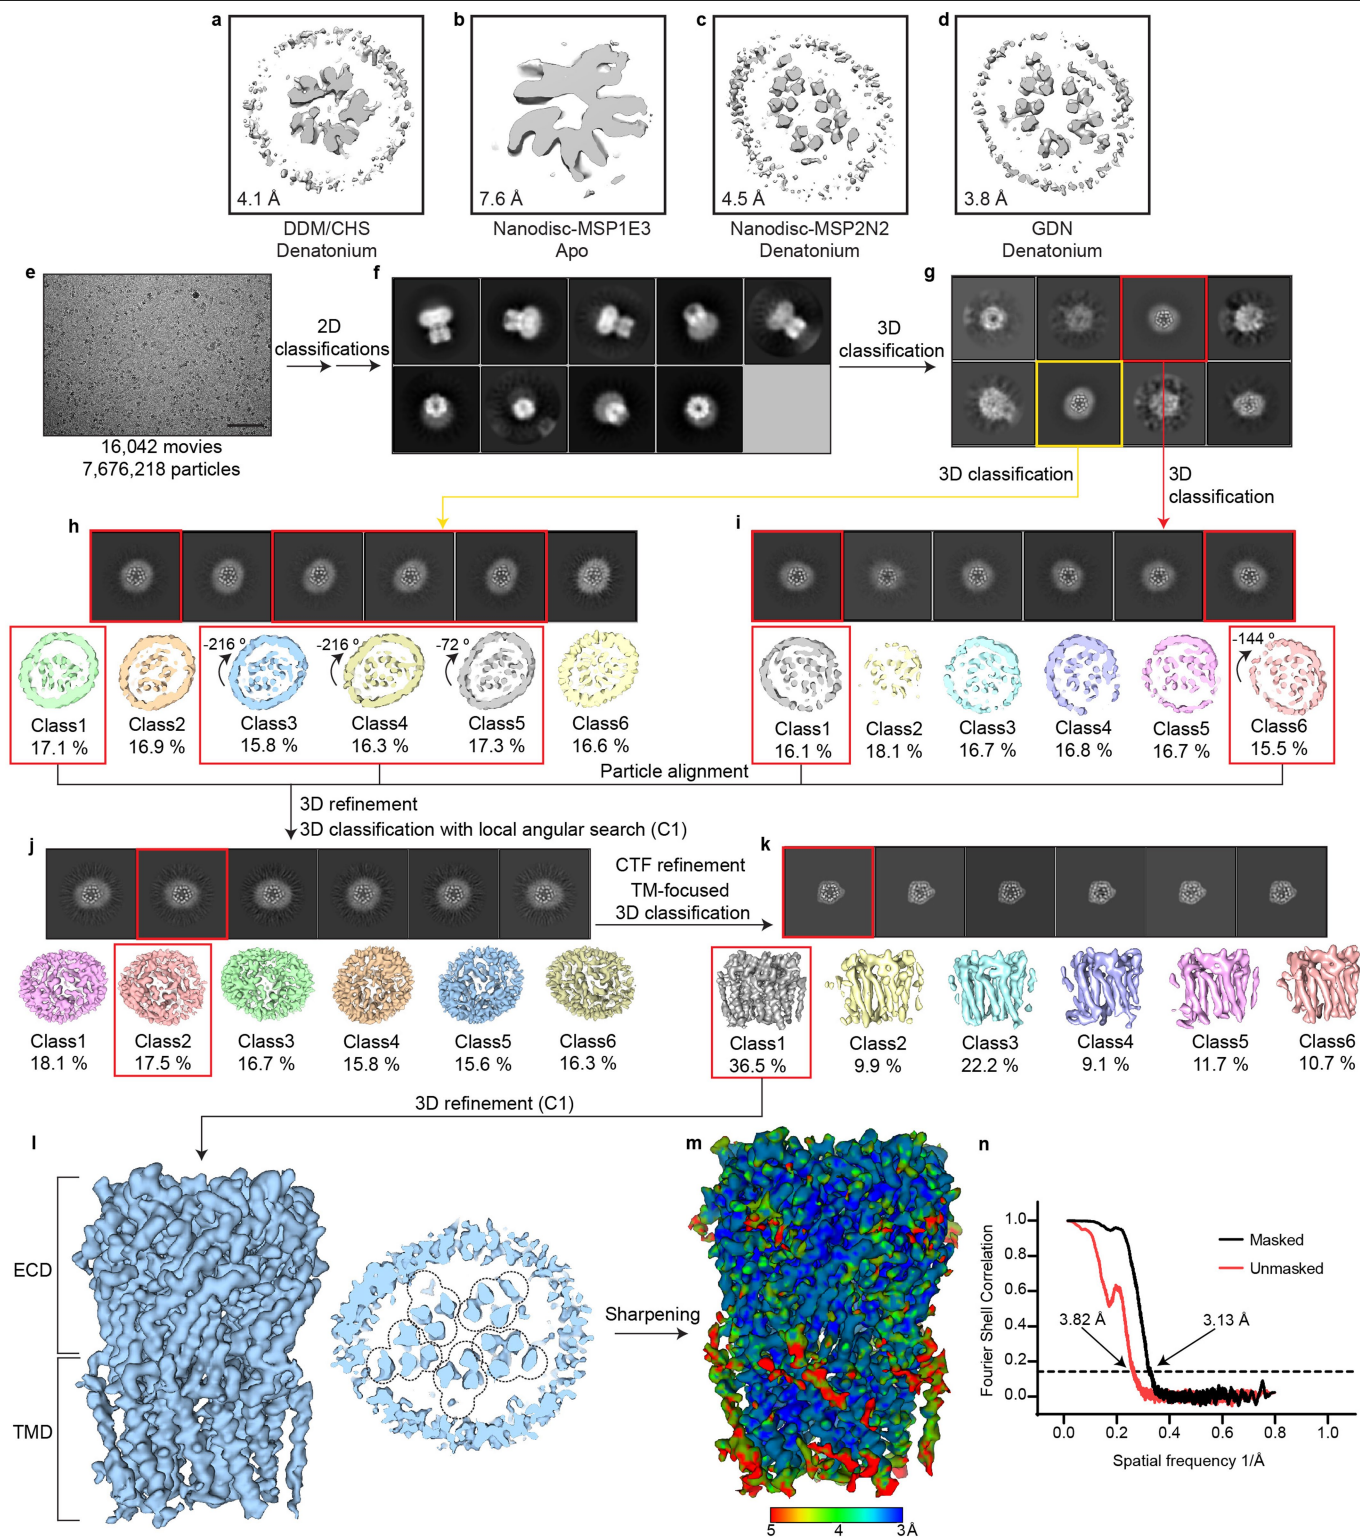 a
b
c
d
4.1 Å
7.6 Å
4.5 Å
3.8 Å
DDM/CHS
Denatonium
Nanodisc-MSP1E3
Apo
Nanodisc-MSP2N2
Denatonium
GDN
Denatonium
e
f
g
2D
classifications
3D
classification
16,042 movies
7,676,218 particles
3D classification
3D
classification
h
i
-216 º
-216 º
-72 º
-144 º
Class1
17.1 %
Class2
16.9 %
Class3
15.8 %
Class4
16.3 %
Class5
17.3 %
Class6
16.6 %
Class1
16.1 %
Class2
18.1 %
Class3
16.7 %
Class4
16.8 %
Class5
16.7 %
Class6
15.5 %
Particle alignment
3D refinement
3D classification with local angular search (C1)
j
k
CTF refinement
TM-focused
3D classification
Class1
18.1 %
Class2
17.5 %
Class3
16.7 %
Class4
15.8 %
Class5
15.6 %
Class6
16.3 %
Class1
36.5 %
Class2
9.9 %
Class3
22.2 %
Class4
9.1 %
Class5
11.7 %
Class6
10.7 %
3D refinement (C1)
l
m
n
ECD
TMD
Sharpening
5
4
3Å
Fourier Shell Correlation
1.0
0.8
0.6
0.4
0.2
0.0
Masked
Unmasked
3.82 Å
3.13 Å
0.0
0.2
0.4
0.6
0.8
1.0
Spatial frequency 1/Å